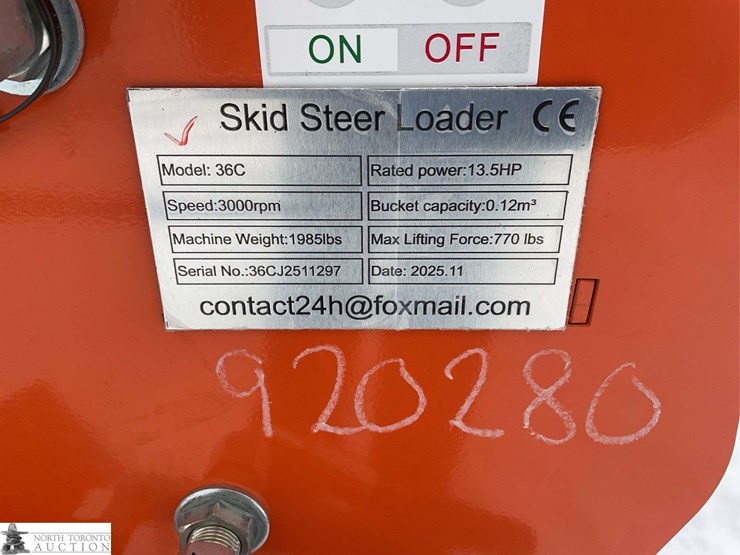 ON OFF
Skid Steer Loader CE
Model: 36C Rated power:13.5HP
Speed:3000rpm Bucket capacity:0.12m³
Machine Weight:1985lbs Max Lifting Force:770 lbs
Serial No.:36CJ2511297 Date: 2025.11
contact24h@foxmail.com
920280
NORTH TORONTO
AUCTION